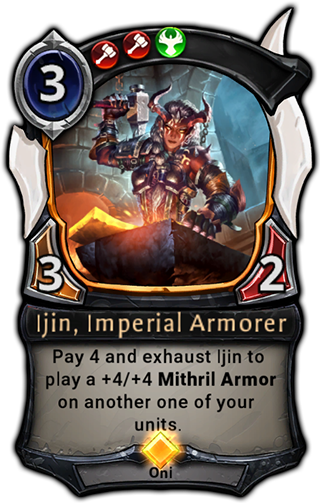 3
3
2
Ijin, Imperial Armorer
Pay 4 and exhaust Ijin to
play a +4/+4 Mithril Armor
on another one of your
units.
Oni